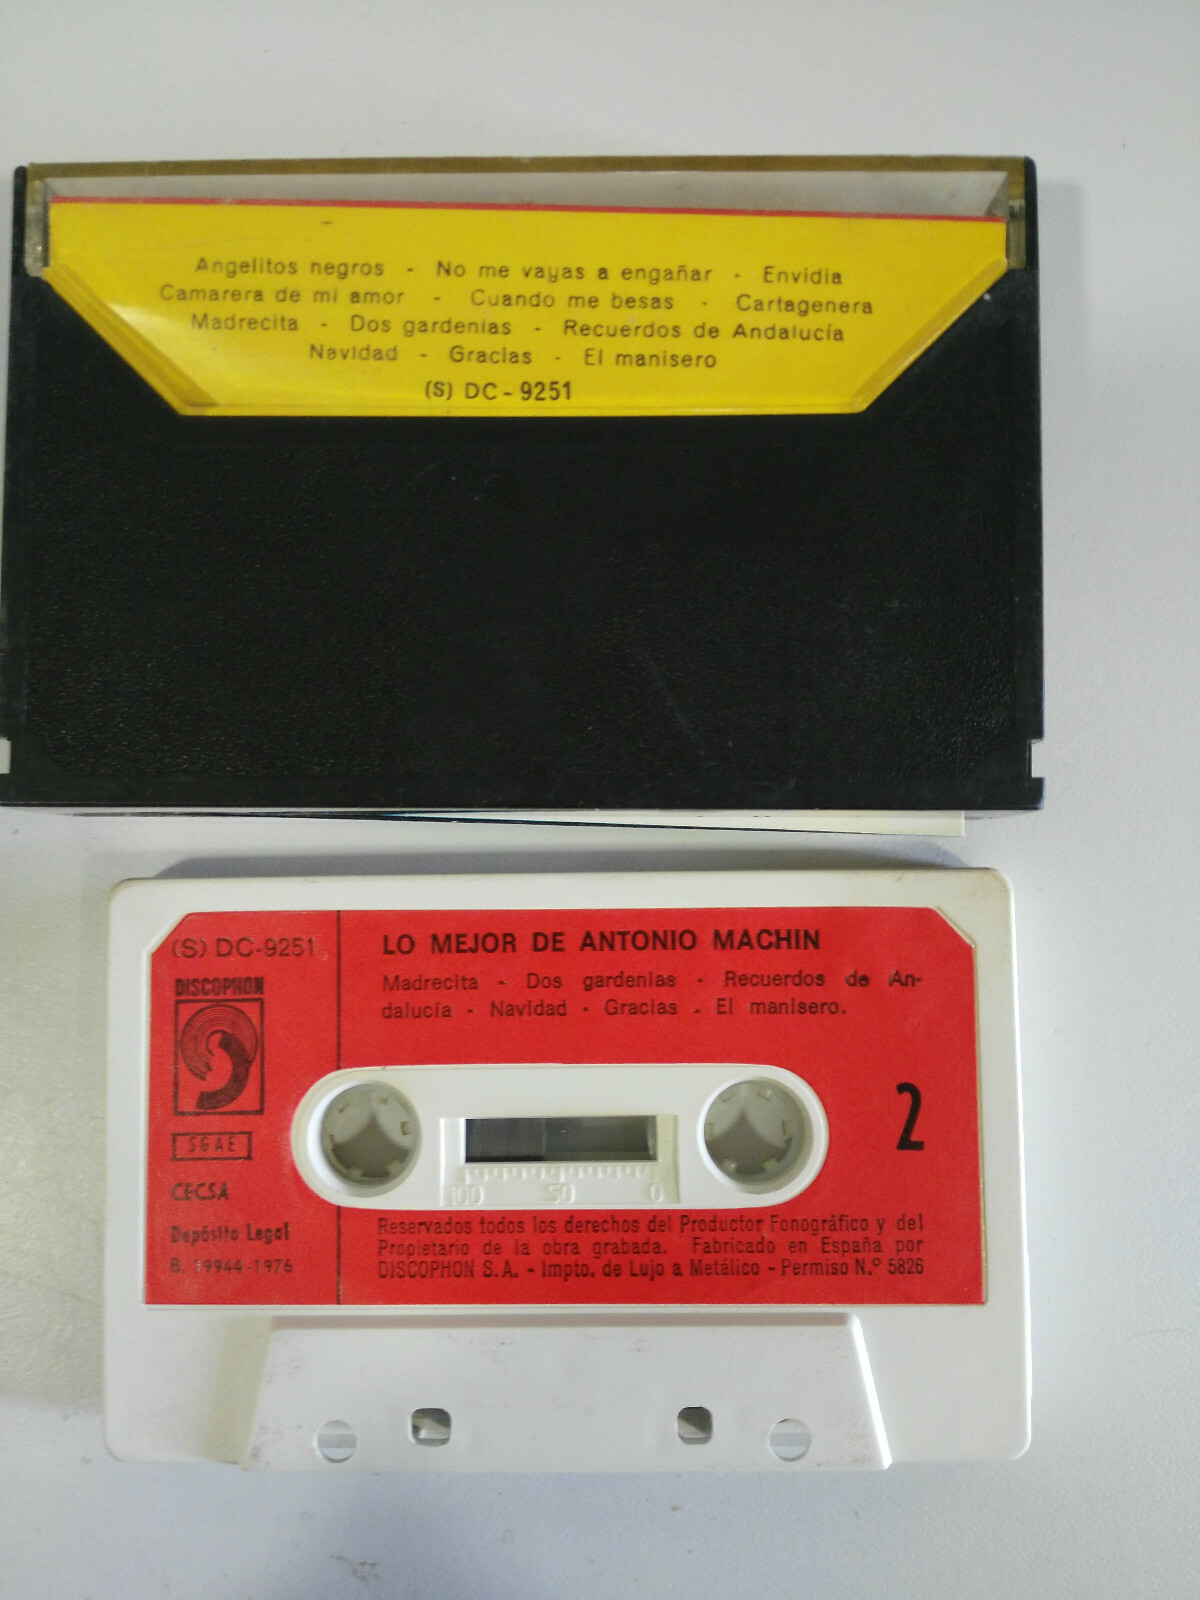 Angelitos negros - No me vayas a engañar - Envidia
Camarera de mi amor - Cuando me besas - Cartagenera
Madrecita - Dos gardenias - Recuerdos de Andalucía
Navidad - Gracias - El manisero
(S) DC - 9251
(S) DC-9251
DISCOPHON
SGAE
CECSA
Depósito Legal
B. 19944-1976
LO MEJOR DE ANTONIO MACHIN
Madrecita - Dos gardenias - Recuerdos de An-
dalucía - Navidad - Gracias - El manisero.
2
100 50 0
Reservados todos los derechos del Productor Fonográfico y del
Propietario de la obra grabada. Fabricado en España por
DISCOPHON S.A. - Impto. de Lujo a Metálico - Permiso N.º 5826